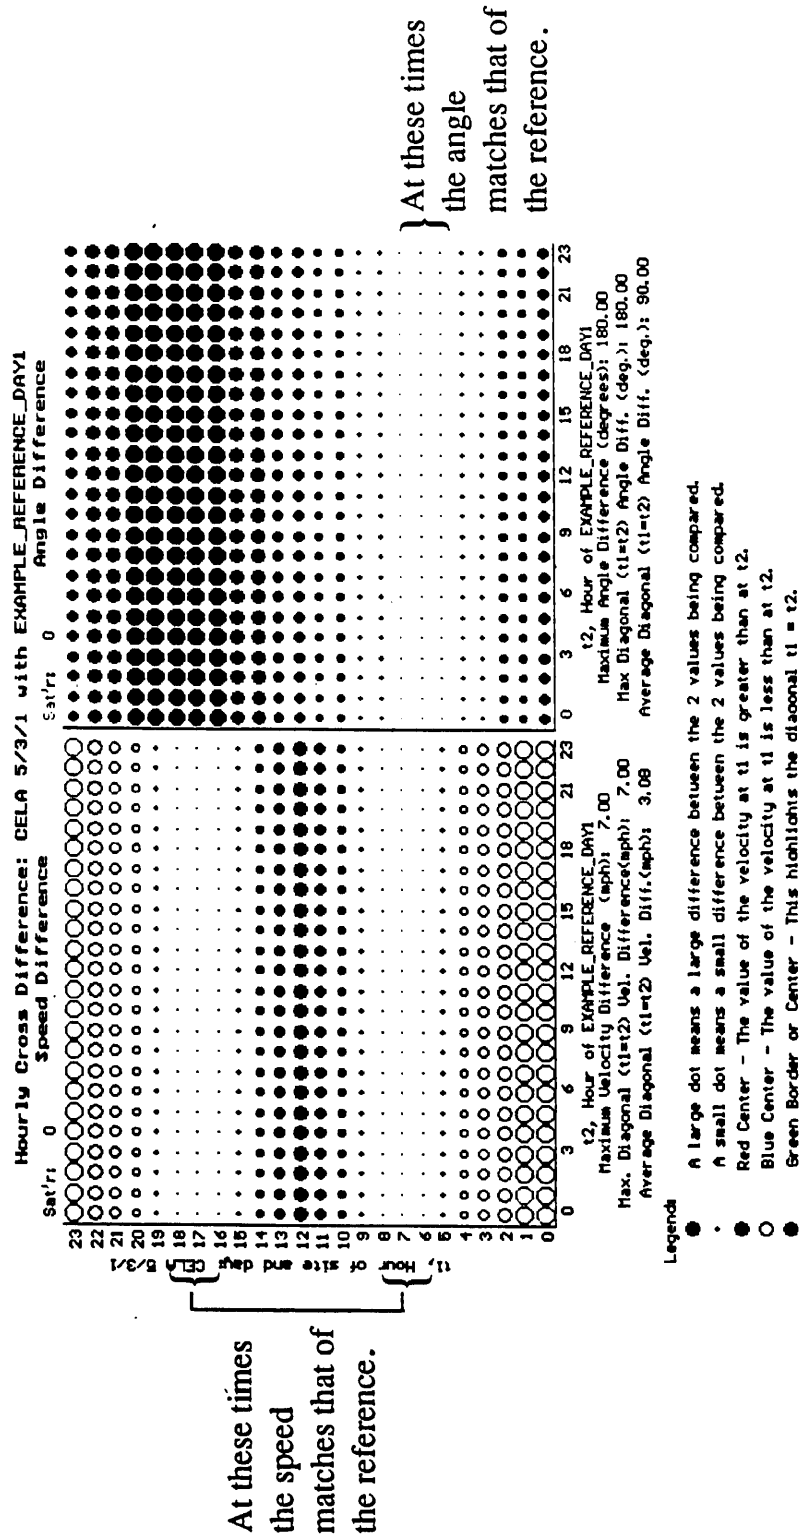 Hourly Cross Difference: CELA 5/3/1 with EXAMPLE_REFERENCE_DAY1
Speed Difference
Angle Difference
Sat'r: 0
Sat'r: 0
23
22
21
20
19
18
17
16
15
14
13
12
11
10
9
8
7
6
5
4
3
2
1
0
t1, Hour of site and day: CELA 5/3/1
0 3 6 9 12 15 18 21 23
t2, Hour of EXAMPLE_REFERENCE_DAY1
Maximum Velocity Difference (mph): 7.00
Max. Diagonal (t1=t2) Vel. Difference(mph): 7.00
Average Diagonal (t1=t2) Vel. Diff.(mph): 3.08
0 3 6 9 12 15 18 21 23
t2, Hour of EXAMPLE_REFERENCE_DAY1
Maximum Angle Difference (degrees): 180.00
Max Diagonal (t1=t2) Angle Diff. (deg.): 180.00
Average Diagonal (t1=t2) Angle Diff. (deg.): 90.00
At these times
the speed
matches that of
the reference.
At these times
the angle
matches that of
the reference.
Legend:
A large dot means a large difference between the 2 values being compared.
A small dot means a small difference between the 2 values being compared.
Red Center - The value of the velocity at t1 is greater than at t2.
Blue Center - The value of the velocity at t1 is less than at t2.
Green Border or Center - This highlights the diagonal t1 = t2.